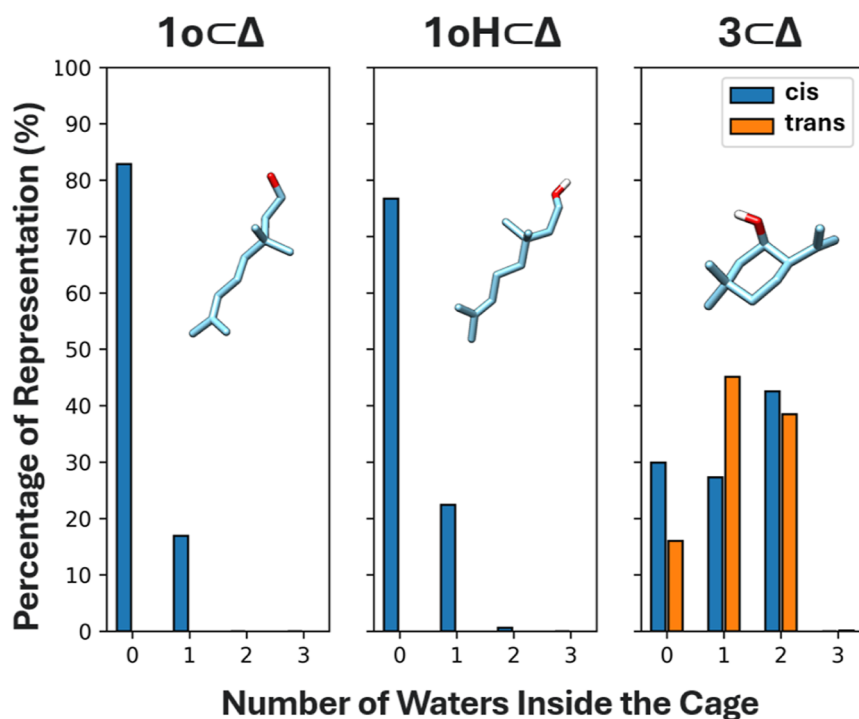 1o⊂Δ 1oH⊂Δ 3⊂Δ
Percentage of Representation (%)
100
90
80
70
60
50
40
30
20
10
0
cis
trans
0 1 2 3 0 1 2 3 0 1 2 3
Number of Waters Inside the Cage